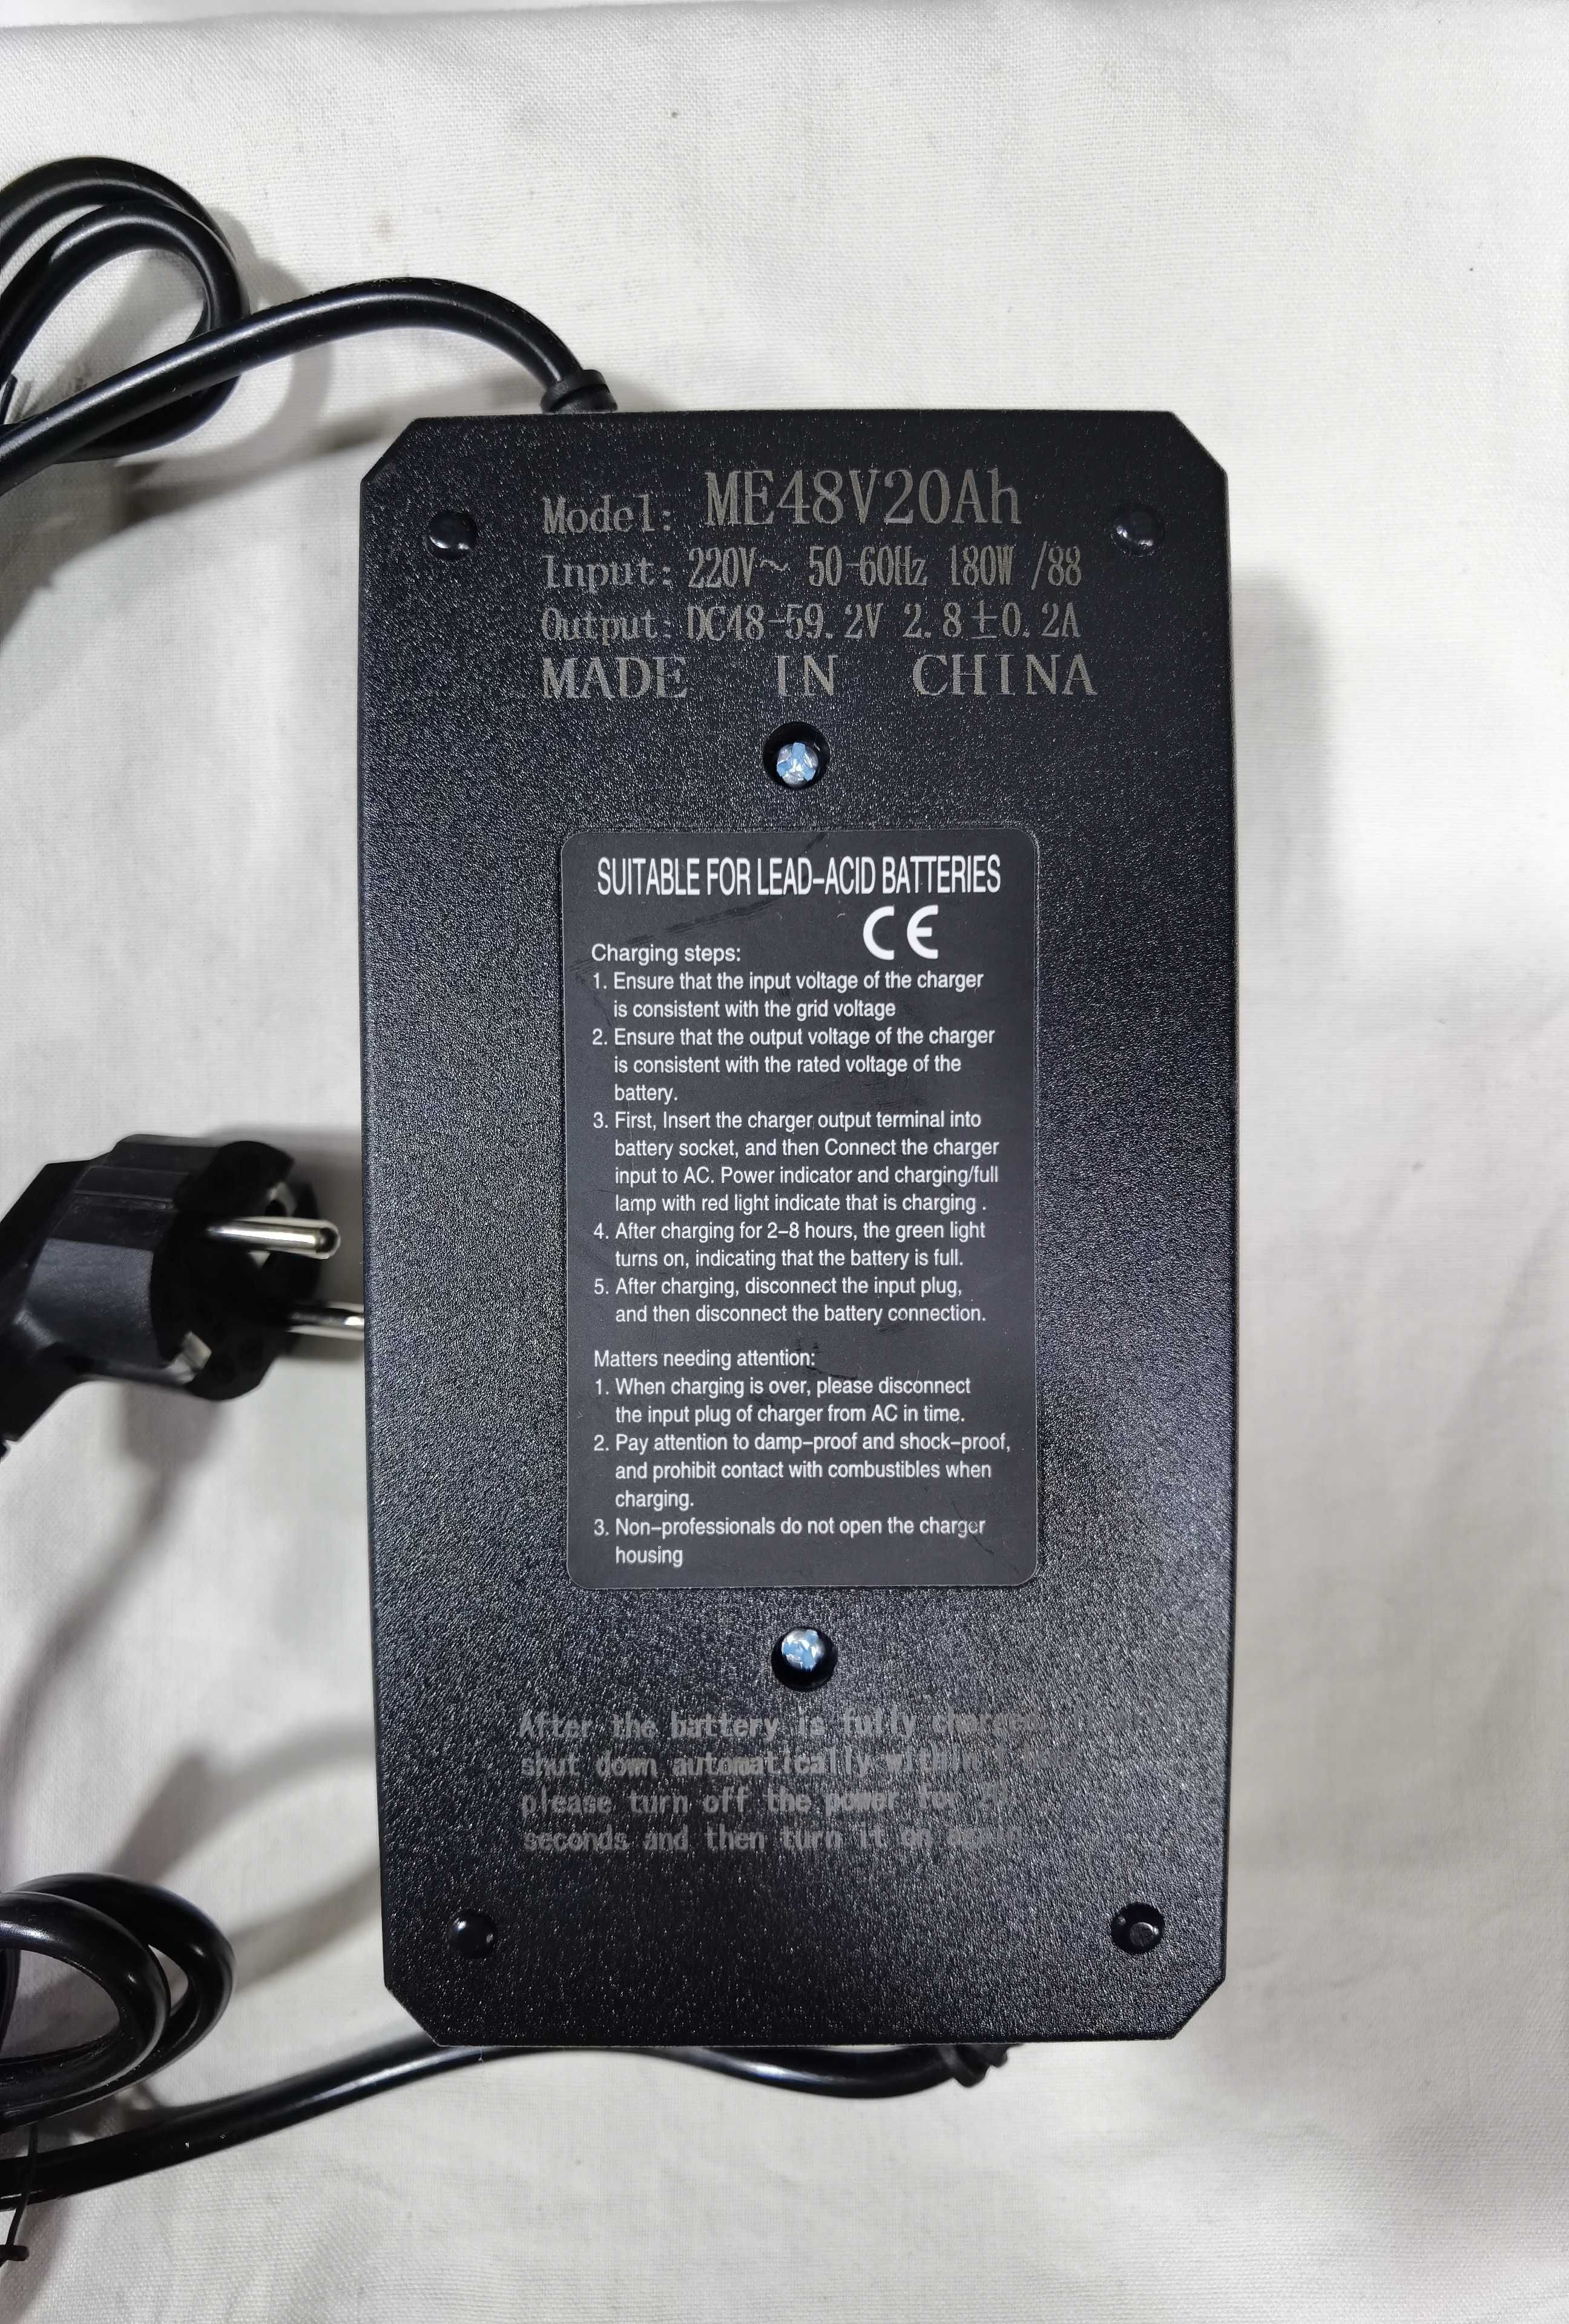 Model: ME48V20Ah
Input: 220V~ 50-60Hz 180W /88
Output: DC48-59.2V 2.8±0.2A
MADE IN CHINA
SUITABLE FOR LEAD-ACID BATTERIES
CE
Charging steps:
1. Ensure that the input voltage of the charger
is consistent with the grid voltage
2. Ensure that the output voltage of the charger
is consistent with the rated voltage of the
battery.
3. First, Insert the charger output terminal into
battery socket, and then Connect the charger
input to AC. Power indicator and charging/full
lamp with red light indicate that is charging .
4. After charging for 2-8 hours, the green light
turns on, indicating that the battery is full.
5. After charging, disconnect the input plug,
and then disconnect the battery connection.
Matters needing attention:
1. When charging is over, please disconnect
the input plug of charger from AC in time.
2. Pay attention to damp-proof and shock-proof,
and prohibit contact with combustibles when
charging.
3. Non-professionals do not open the charger
housing
After the battery is fully charged
shut down automatically within
please turn off the power for
seconds and then turn it on again